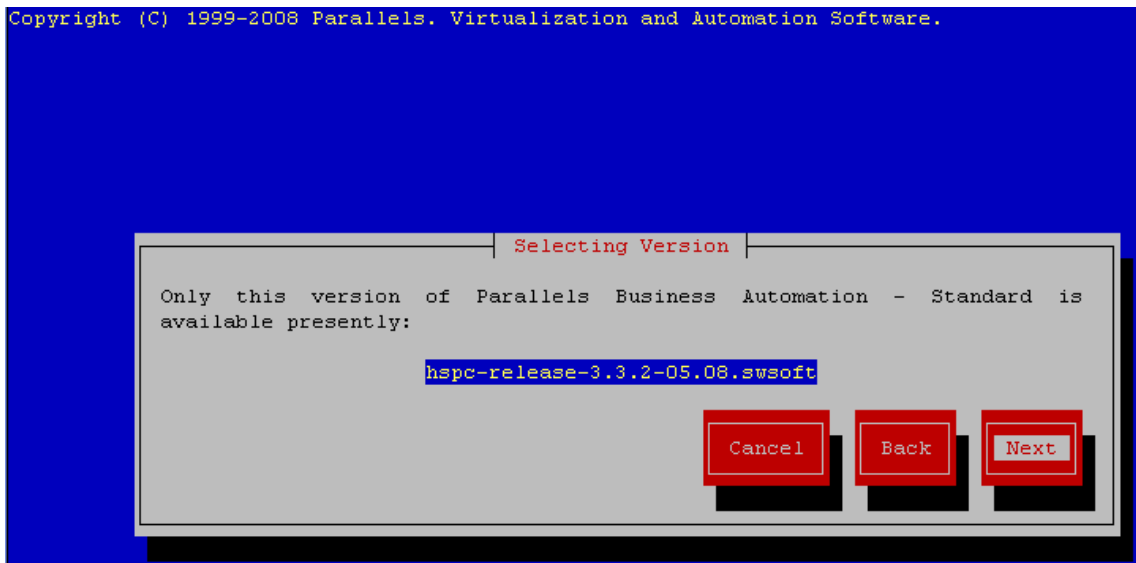 Copyright (C) 1999-2008 Parallels. Virtualization and Automation Software.
Selecting Version
Only this version of Parallels Business Automation - Standard is
available presently:
hspc-release-3.3.2-05.08.swsoft
Cancel Back Next